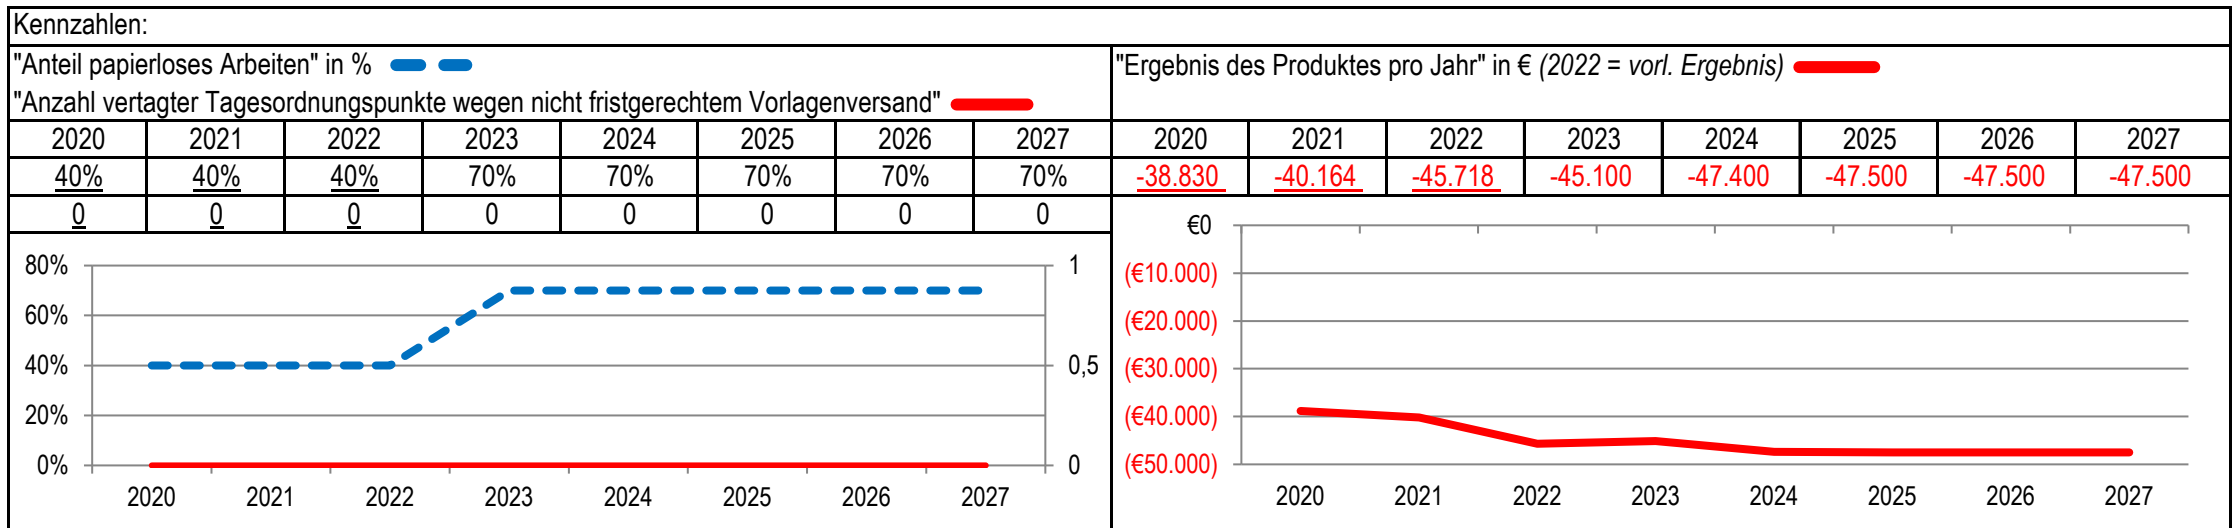 Kennzahlen:
"Anteil papierloses Arbeiten" in %
"Anzahl vertagter Tagesordnungspunkte wegen nicht fristgerechtem Vorlagenversand"
2020 2021 2022 2023 2024 2025 2026 2027
40% 40% 40% 70% 70% 70% 70% 70%
0 0 0 0 0 0 0 0
80%
60%
40%
20%
0%
1
0,5
0
2020 2021 2022 2023 2024 2025 2026 2027
"Ergebnis des Produktes pro Jahr" in € (2022 = vorl. Ergebnis)
2020 2021 2022 2023 2024 2025 2026 2027
-38.830 -40.164 -45.718 -45.100 -47.400 -47.500 -47.500 -47.500
€0
(€10.000)
(€20.000)
(€30.000)
(€40.000)
(€50.000)
2020 2021 2022 2023 2024 2025 2026 2027